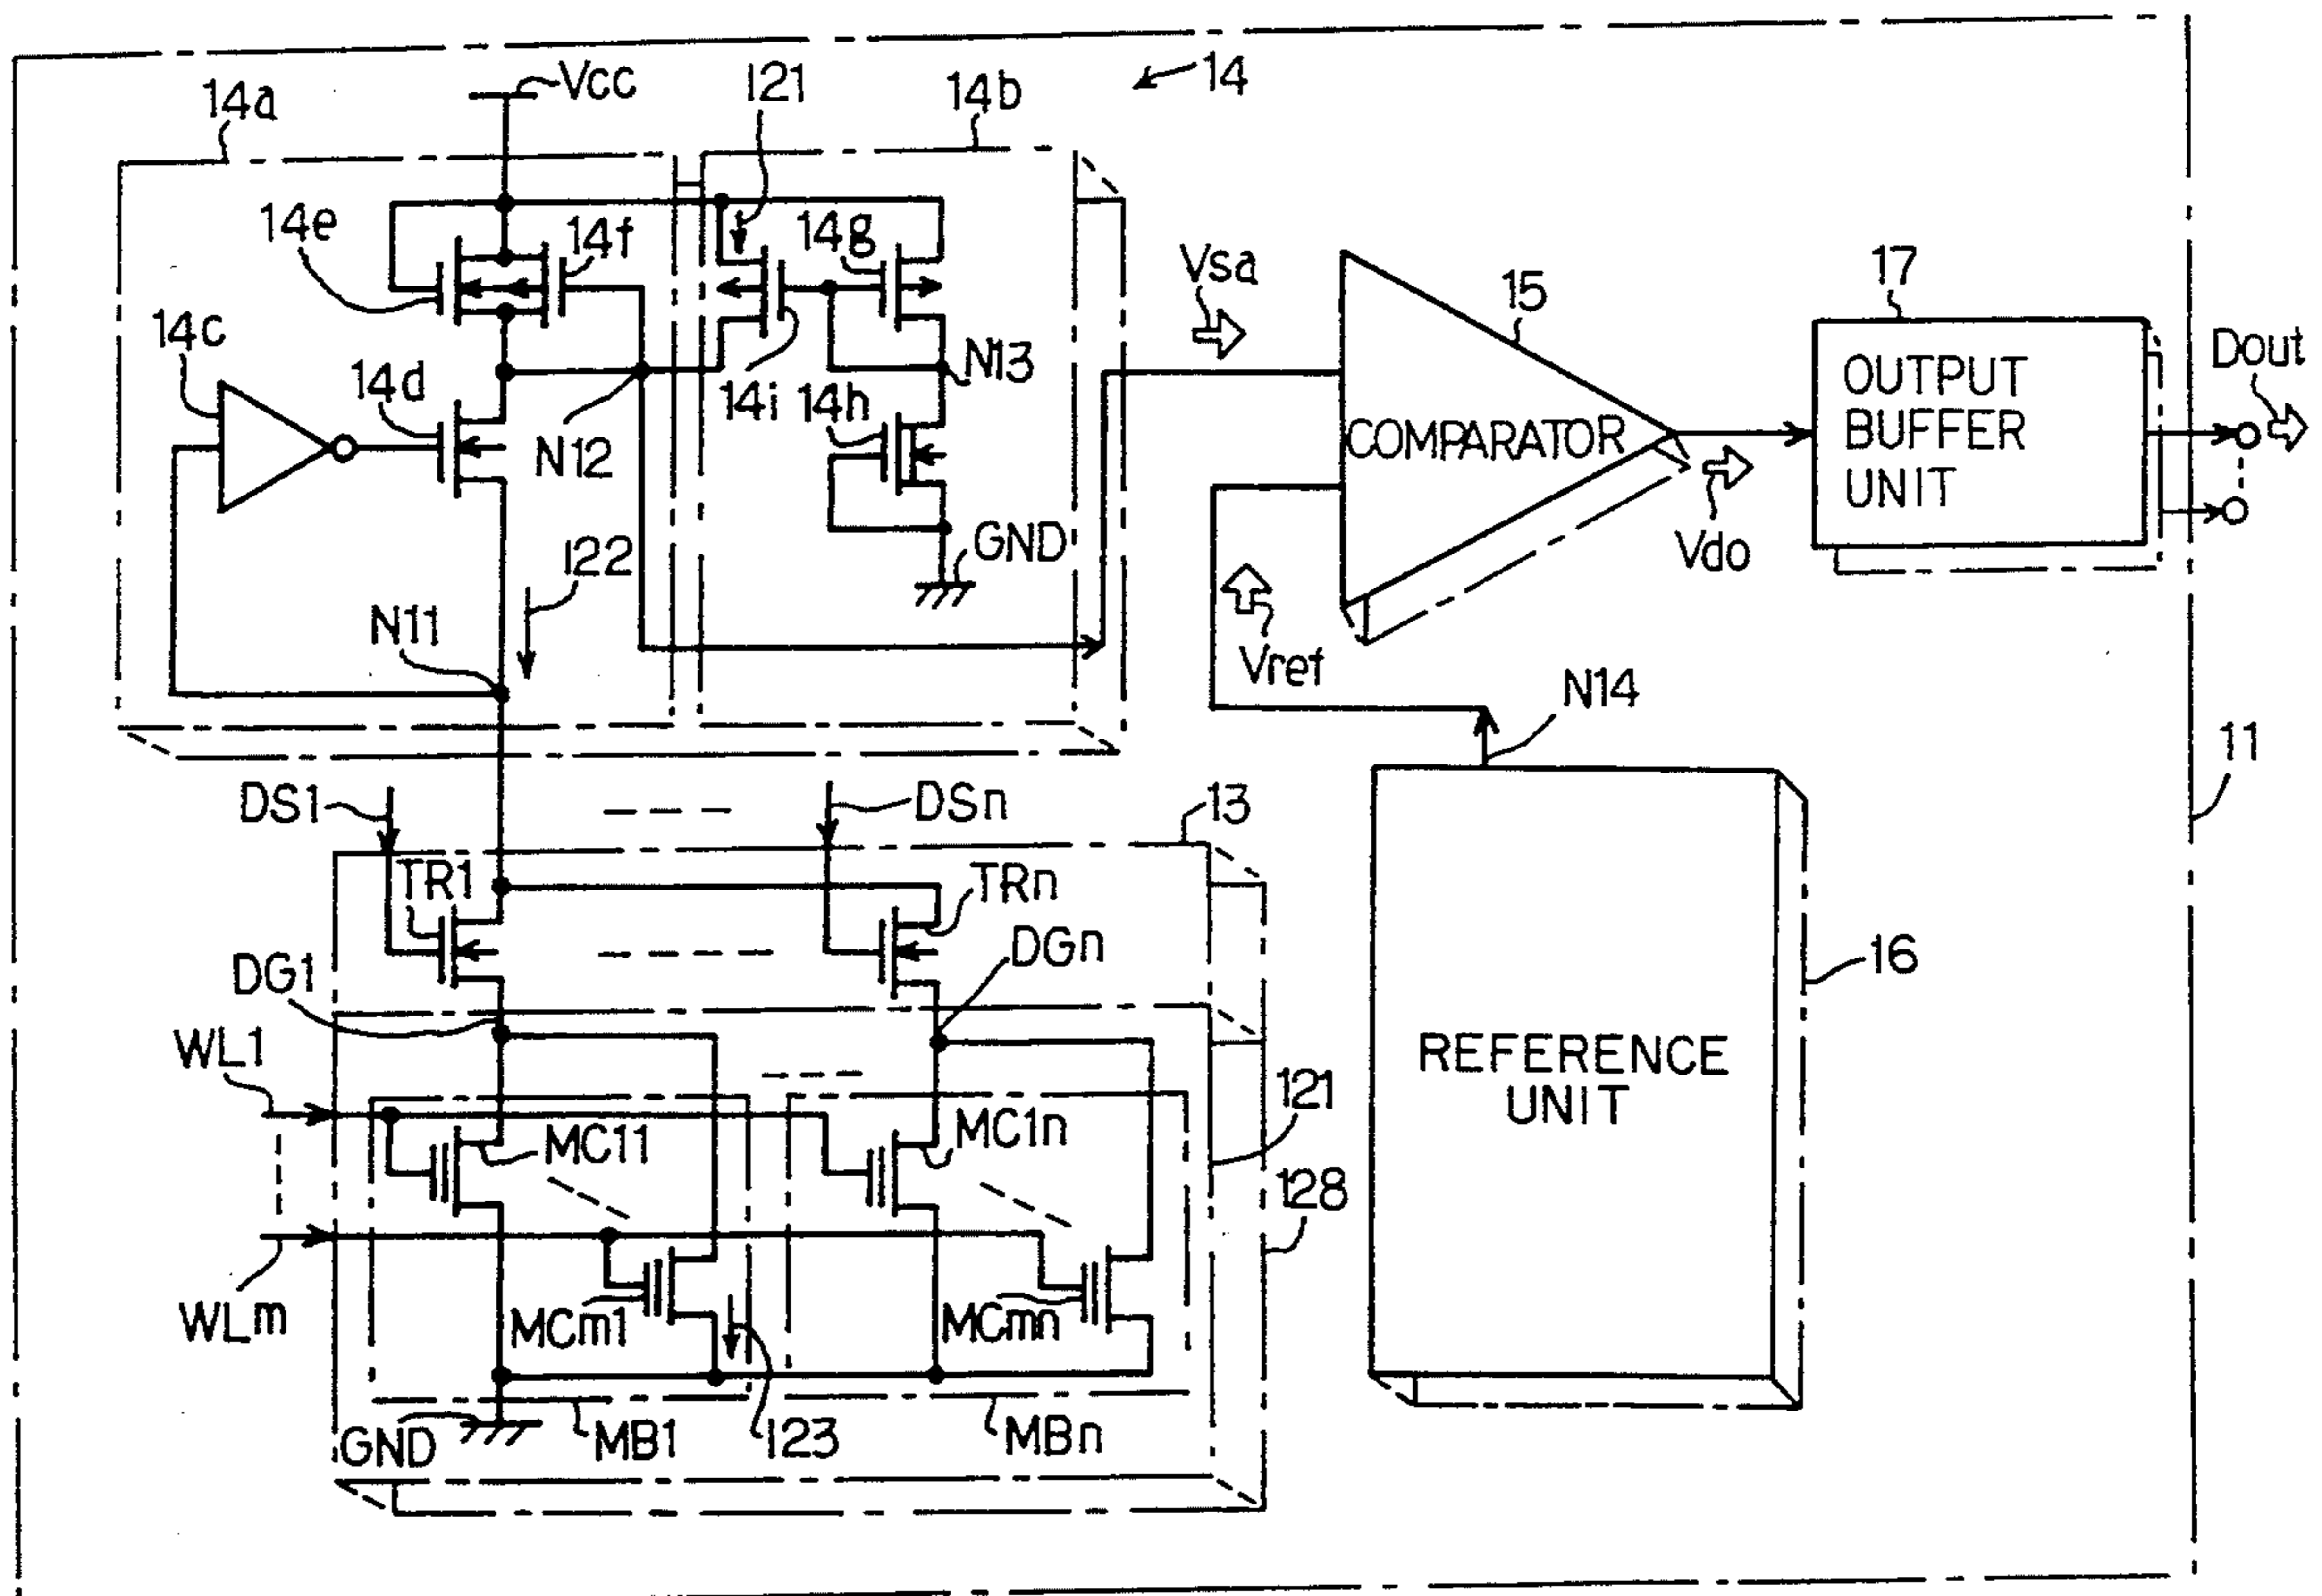 14a
Vcc
121
14b
14
14e
14f
14g
Vsa
15
17
14c
14d
N12
14i
14h
N13
COMPARATOR
OUTPUT
BUFFER
UNIT
Dout
122
GND
Vdo
N11
Vref
N14
11
DS1
DSn
13
TR1
TRn
DG1
DGn
16
WL1
REFERENCE
UNIT
121
MC11
MC1n
128
WLm
MCm1
MCmn
GND
MB1
123
MBn